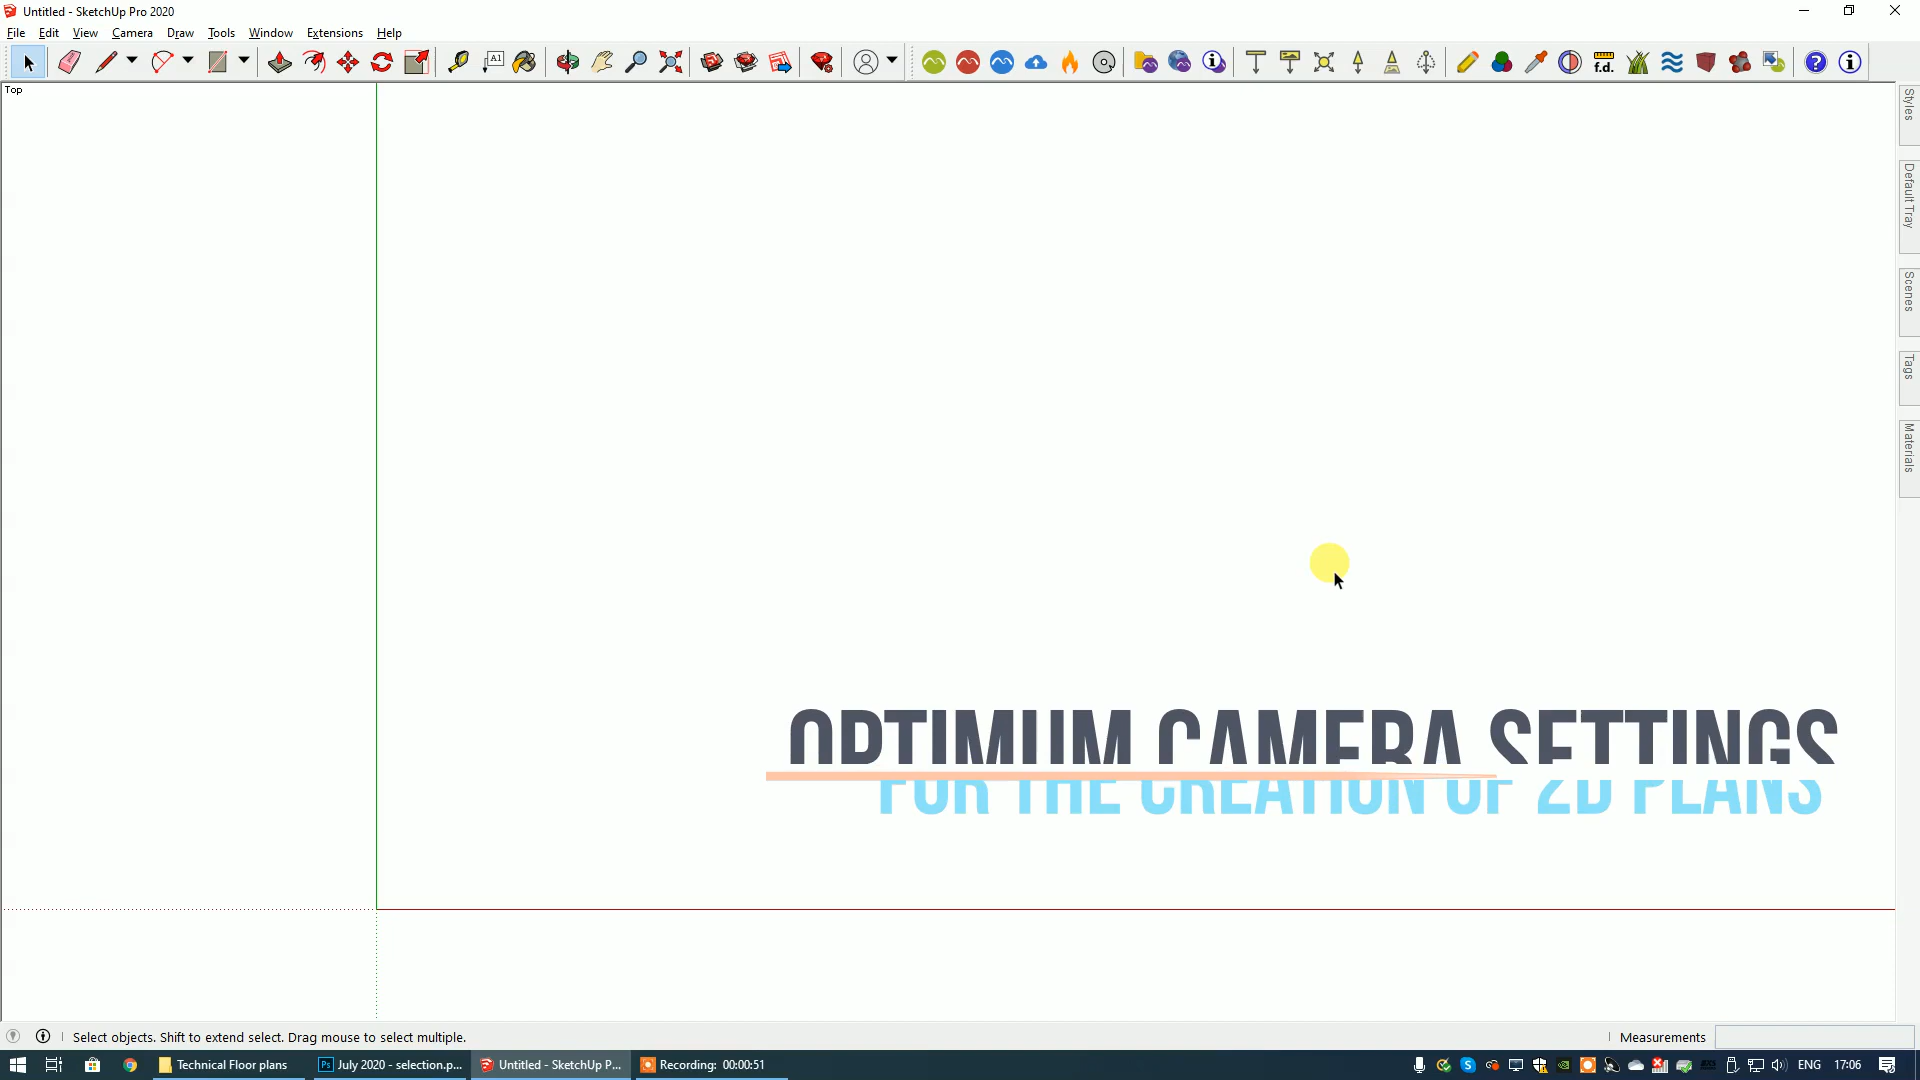 Untitled - SketchUp Pro 2020
File Edit View Camera Draw Tools Window Extensions Help
A1
f.d.
Top
Styles
Default Tray
Scenes
Tags
Materials
OPTIMUM CAMERA SETTINGS
FOR THE CREATION OF 2D PLANS
Select objects. Shift to extend select. Drag mouse to select multiple.
Measurements
Technical Floor plans
Ps
July 2020 - selection.p...
Untitled - SketchUp P...
Recording: 00:00:51
ENG
17:06